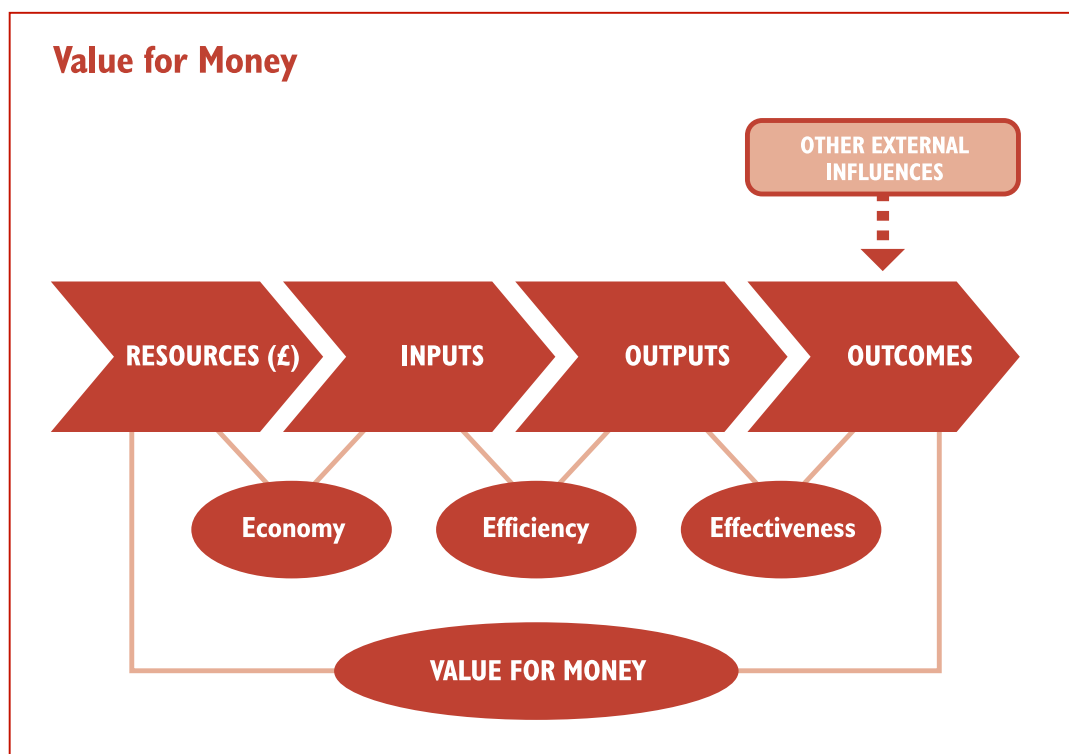 Value for Money
OTHER EXTERNAL
INFLUENCES
RESOURCES (£)
INPUTS
OUTPUTS
OUTCOMES
Economy
Efficiency
Effectiveness
VALUE FOR MONEY